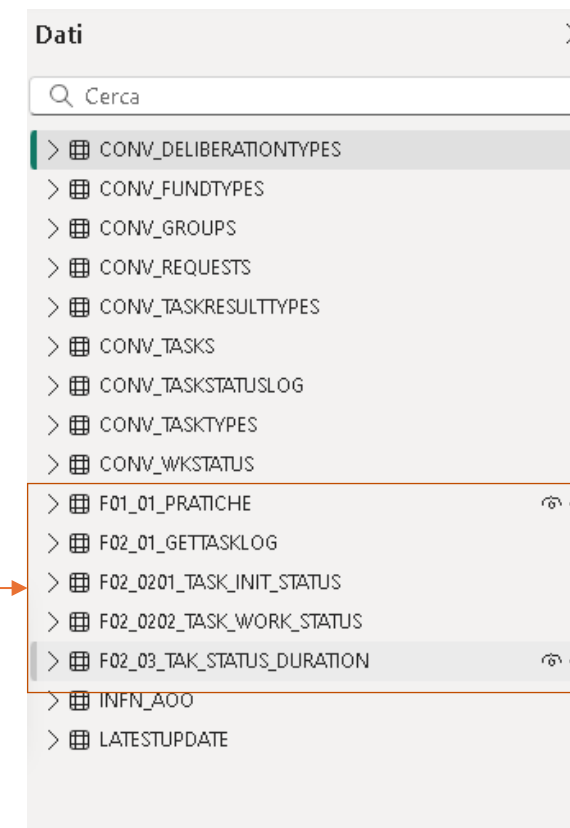 Dati
Cerca
CONV_DELIBERATIONTYPES
CONV_FUNDTYPES
CONV_GROUPS
CONV_REQUESTS
CONV_TASKRESULTTYPES
CONV_TASKS
CONV_TASKSTATUSLOG
CONV_TASKTYPES
CONV_WKSTATUS
F01_01_PRATICHE
F02_01_GETTASKLOG
F02_0201_TASK_INIT_STATUS
F02_0202_TASK_WORK_STATUS
F02_03_TAK_STATUS_DURATION
INFN_AOO
LATESTUPDATE